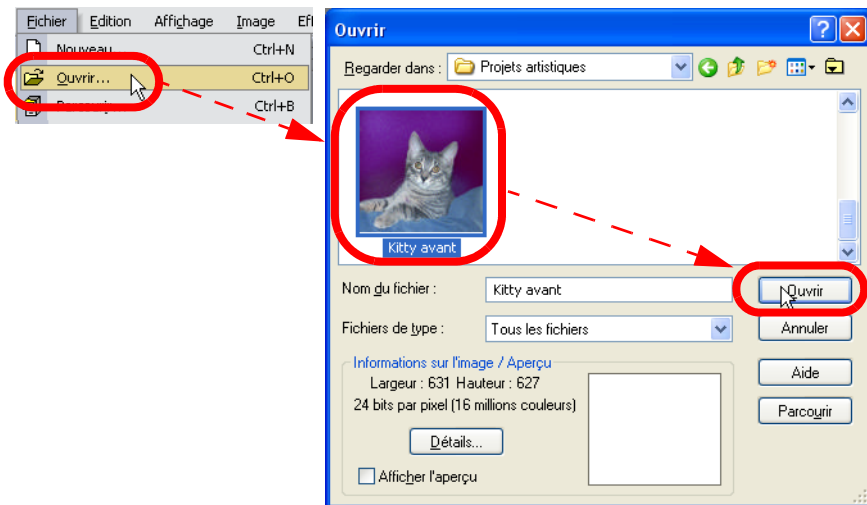 Fichier Edition Affichage Image Ef
Nouveau... Ctrl+N
Ouvrir... Ctrl+O
Ctrl+B
Ouvrir
Regarder dans : Projets artistiques
Kitty avant
Nom du fichier : Kitty avant Ouvrir
Fichiers de type : Tous les fichiers Annuler
Informations sur l'image / Aperçu
Largeur : 631 Hauteur : 627
24 bits par pixel (16 millions couleurs)
Détails...
Afficher l'aperçu
Aide
Parcourir